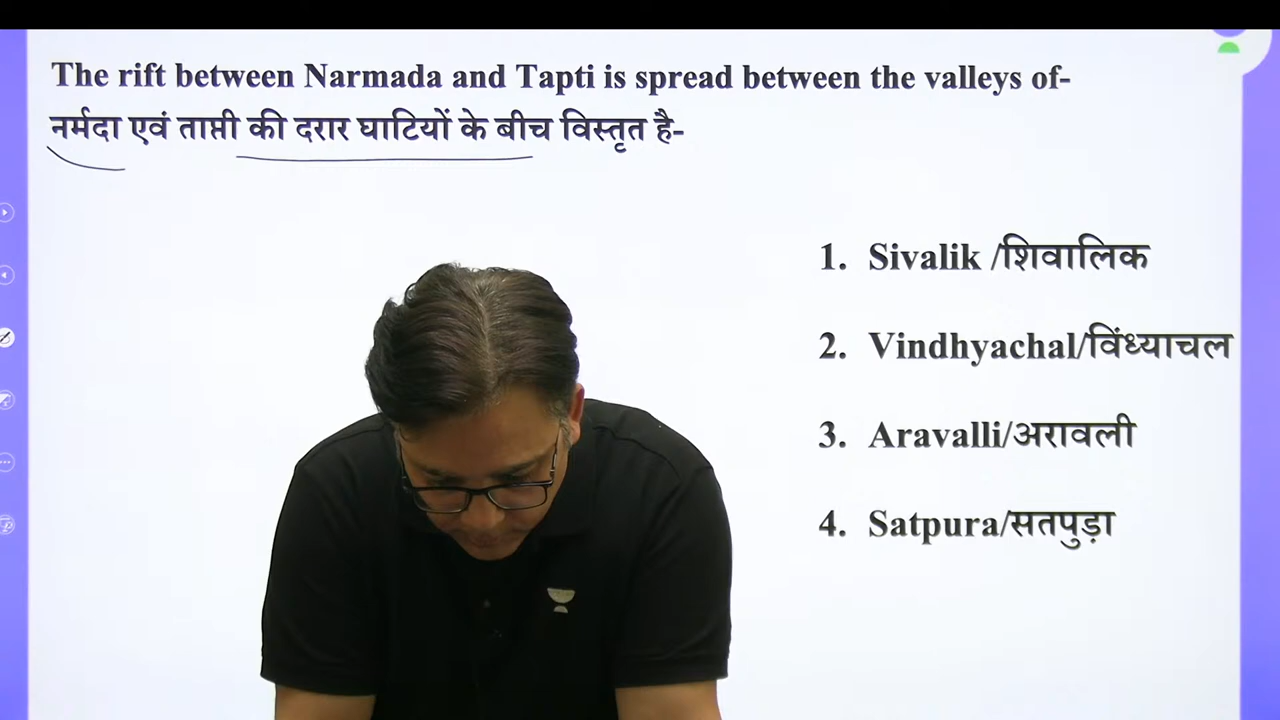 The rift between Narmada and Tapti is spread between the valleys of-
नर्मदा एवं ताप्ती की दरार घाटियों के बीच विस्तृत है-
1. Sivalik /शिवालिक
2. Vindhyachal/विंध्याचल
3. Aravalli/अरावली
4. Satpura/सतपुड़ा